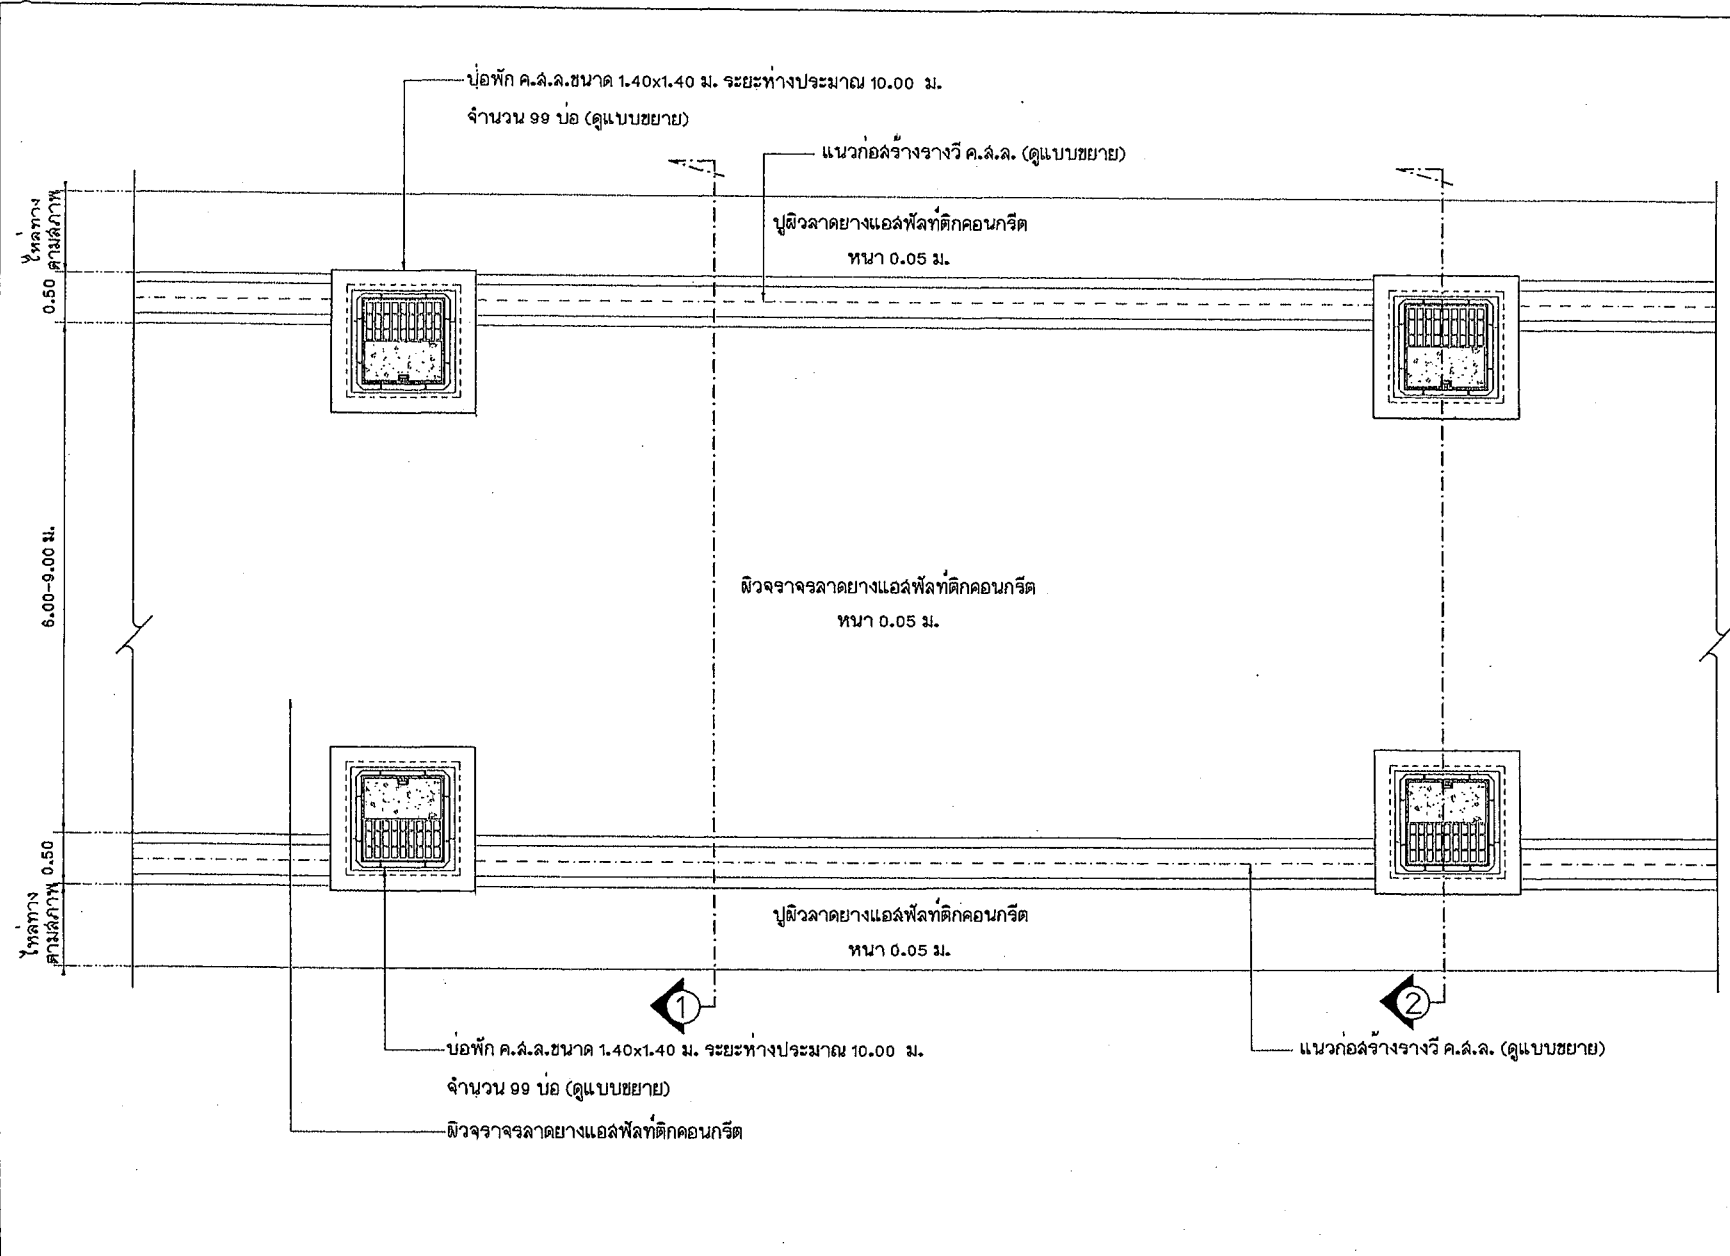 บ่อพัก ค.ส.ล.ขนาด 1.40x1.40 ม. ระยะห่างประมาณ 10.00 ม.
จำนวน 99 บ่อ (ดูแบบขยาย)
แนวก่อสร้างรางวี ค.ส.ล. (ดูแบบขยาย)
ไหล่ทาง
ตามสภาพ
ปูผิวลาดยางแอสฟัลท์ติกคอนกรีต
หนา 0.05 ม.
0.50
6.00-9.00 ม.
ผิวจราจรลาดยางแอสฟัลท์ติกคอนกรีต
หนา 0.05 ม.
0.50
ไหล่ทาง
ตามสภาพ
ปูผิวลาดยางแอสฟัลท์ติกคอนกรีต
หนา 0.05 ม.
1
2
บ่อพัก ค.ส.ล.ขนาด 1.40x1.40 ม. ระยะห่างประมาณ 10.00 ม.
จำนวน 99 บ่อ (ดูแบบขยาย)
แนวก่อสร้างรางวี ค.ส.ล. (ดูแบบขยาย)
ผิวจราจรลาดยางแอสฟัลท์ติกคอนกรีต